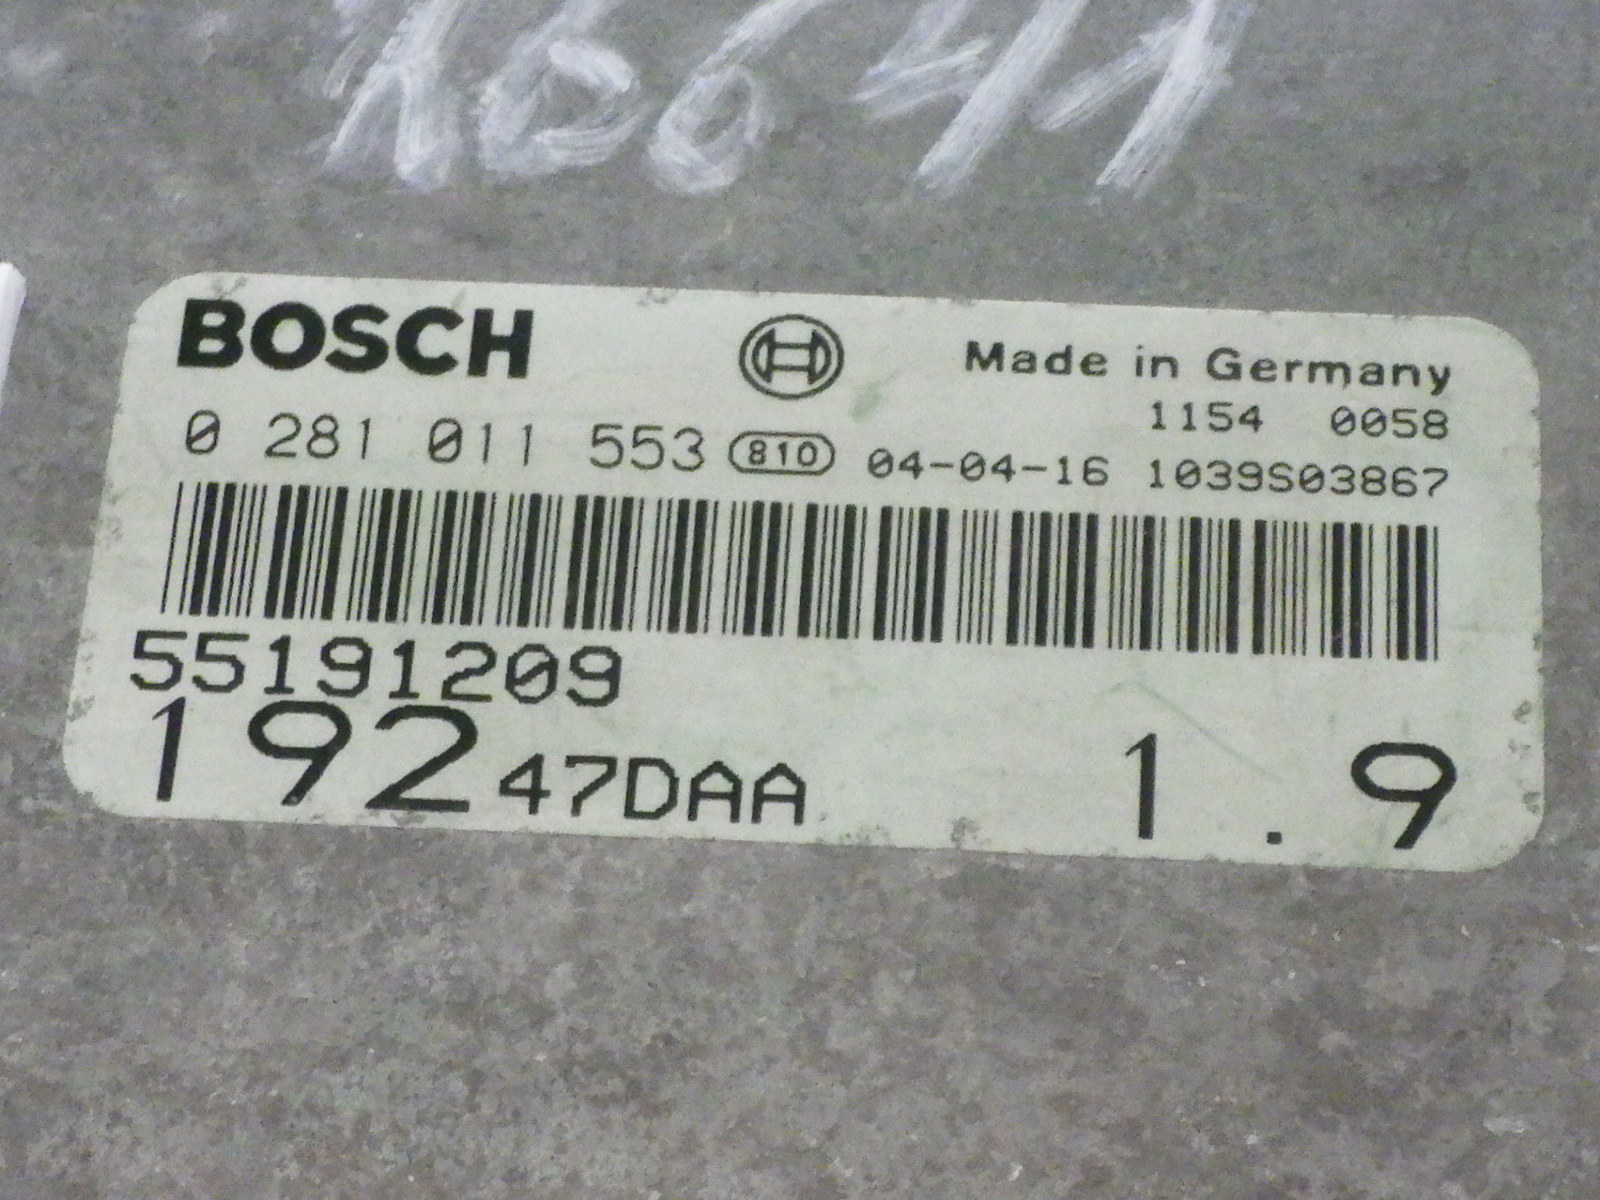 BOSCH Made in Germany
1154 0058
0 281 011 553 810 04-04-16 1039S03867
55191209
192 47DAA 1.9